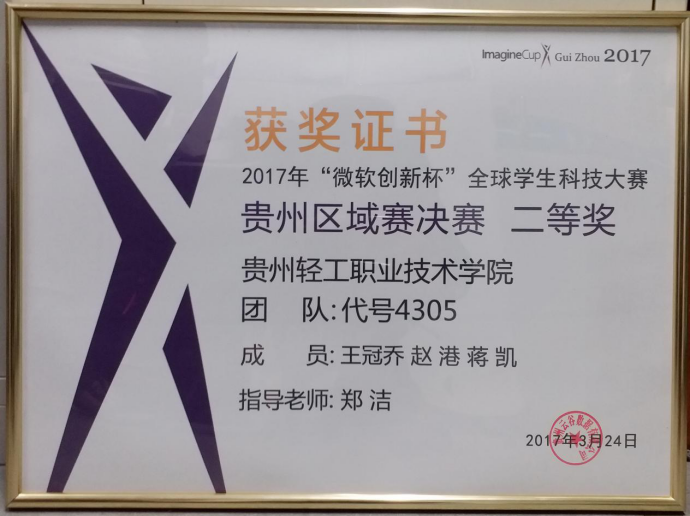 ImagineCup Gui Zhou 2017
获奖证书
2017年“微软创新杯”全球学生科技大赛
贵州区域赛决赛 二等奖
贵州轻工职业技术学院
团 队:代号4305
成 员:王冠乔 赵港 蒋凯
指导老师:郑洁
2017年3月24日